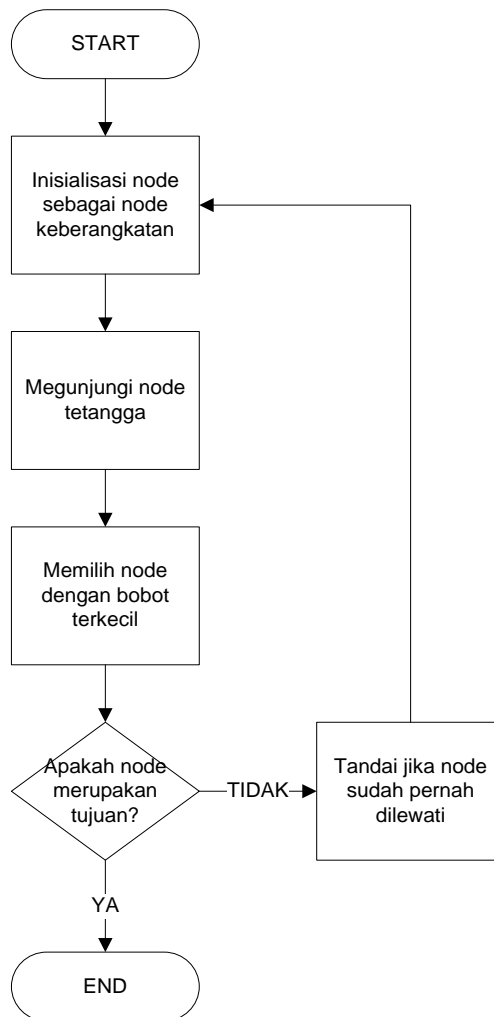 START
Inisialisasi node
sebagai node
keberangkatan
Megunjungi node
tetangga
Memilih node
dengan bobot
terkecil
Apakah node
merupakan
tujuan?
TIDAK
Tandai jika node
sudah pernah
dilewati
YA
END